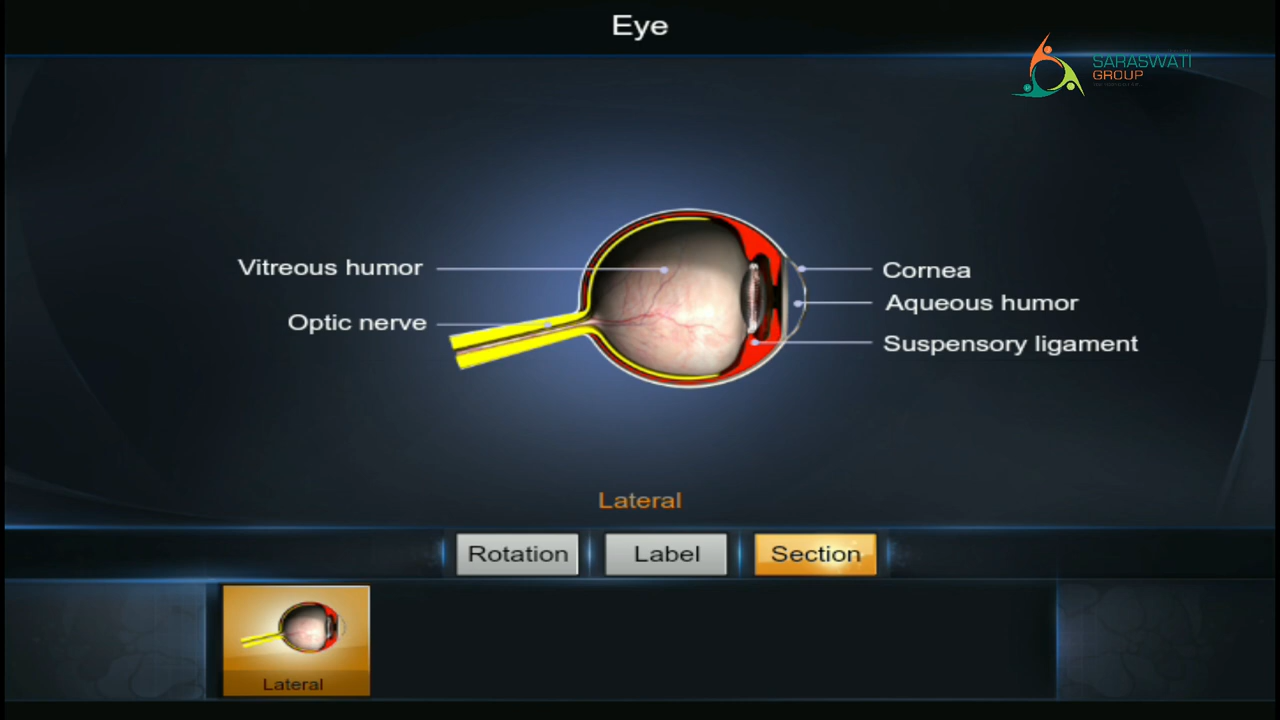 Eye
SARASWATI
GROUP
Vitreous humor
Optic nerve
Cornea
Aqueous humor
Suspensory ligament
Lateral
Rotation
Label
Section
Lateral